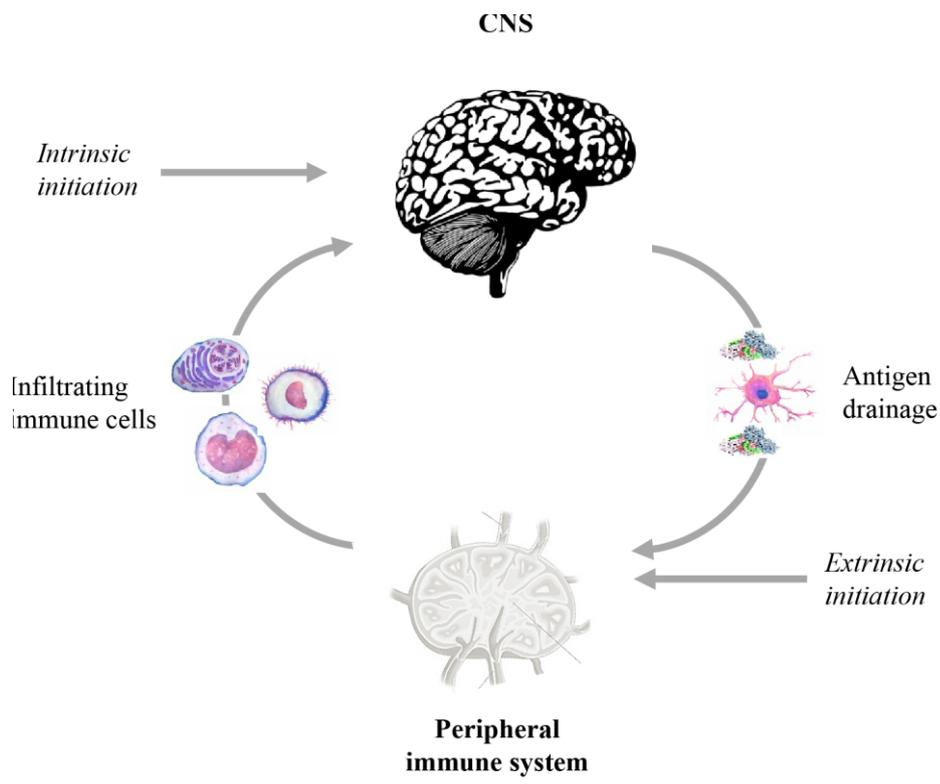 CNS
Intrinsic
initiation
Infiltrating
immune cells
Antigen
drainage
Extrinsic
initiation
Peripheral
immune system